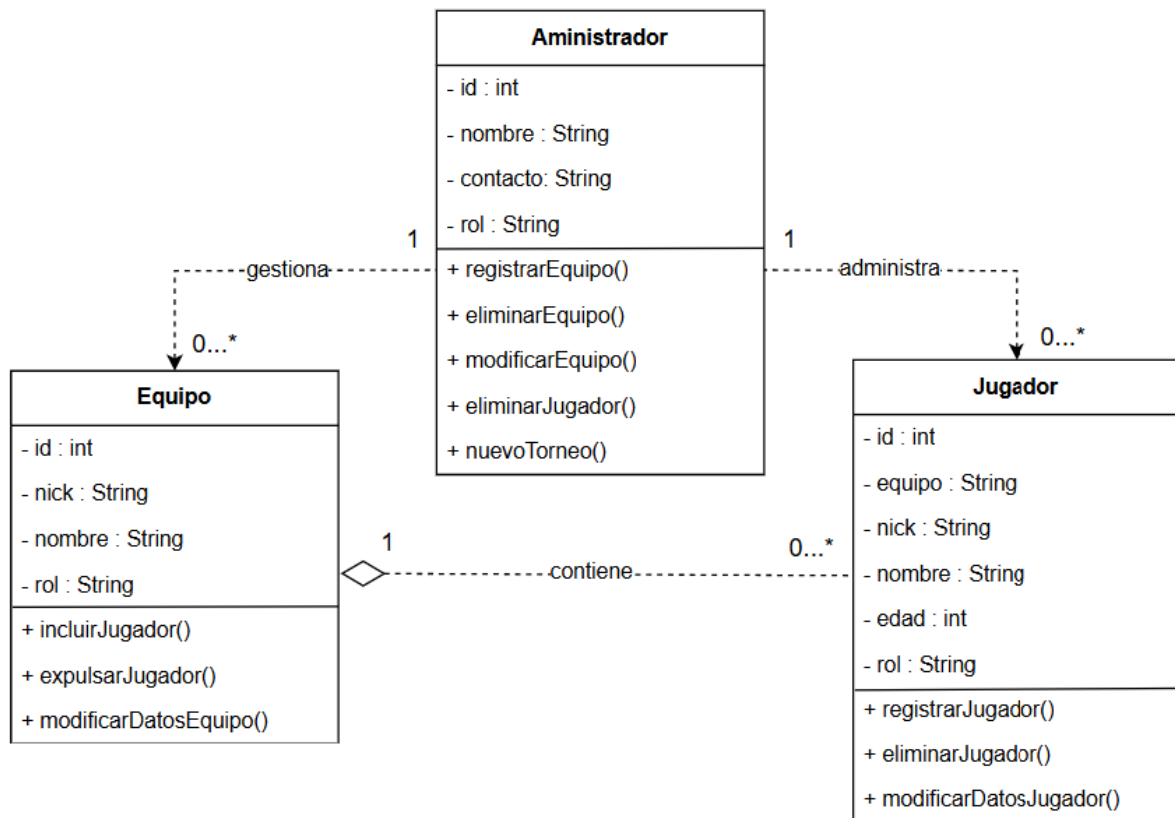 Aministrador
- id : int
- nombre : String
- contacto: String
- rol : String
+ registrarEquipo()
+ eliminarEquipo()
+ modificarEquipo()
+ eliminarJugador()
+ nuevoTorneo()
1
gestiona
0...*
1
administra
0...*
Equipo
- id : int
- nick : String
- nombre : String
- rol : String
+ incluirJugador()
+ expulsarJugador()
+ modificarDatosEquipo()
1
contiene
0...*
Jugador
- id : int
- equipo : String
- nick : String
- nombre : String
- edad : int
- rol : String
+ registrarJugador()
+ eliminarJugador()
+ modificarDatosJugador()